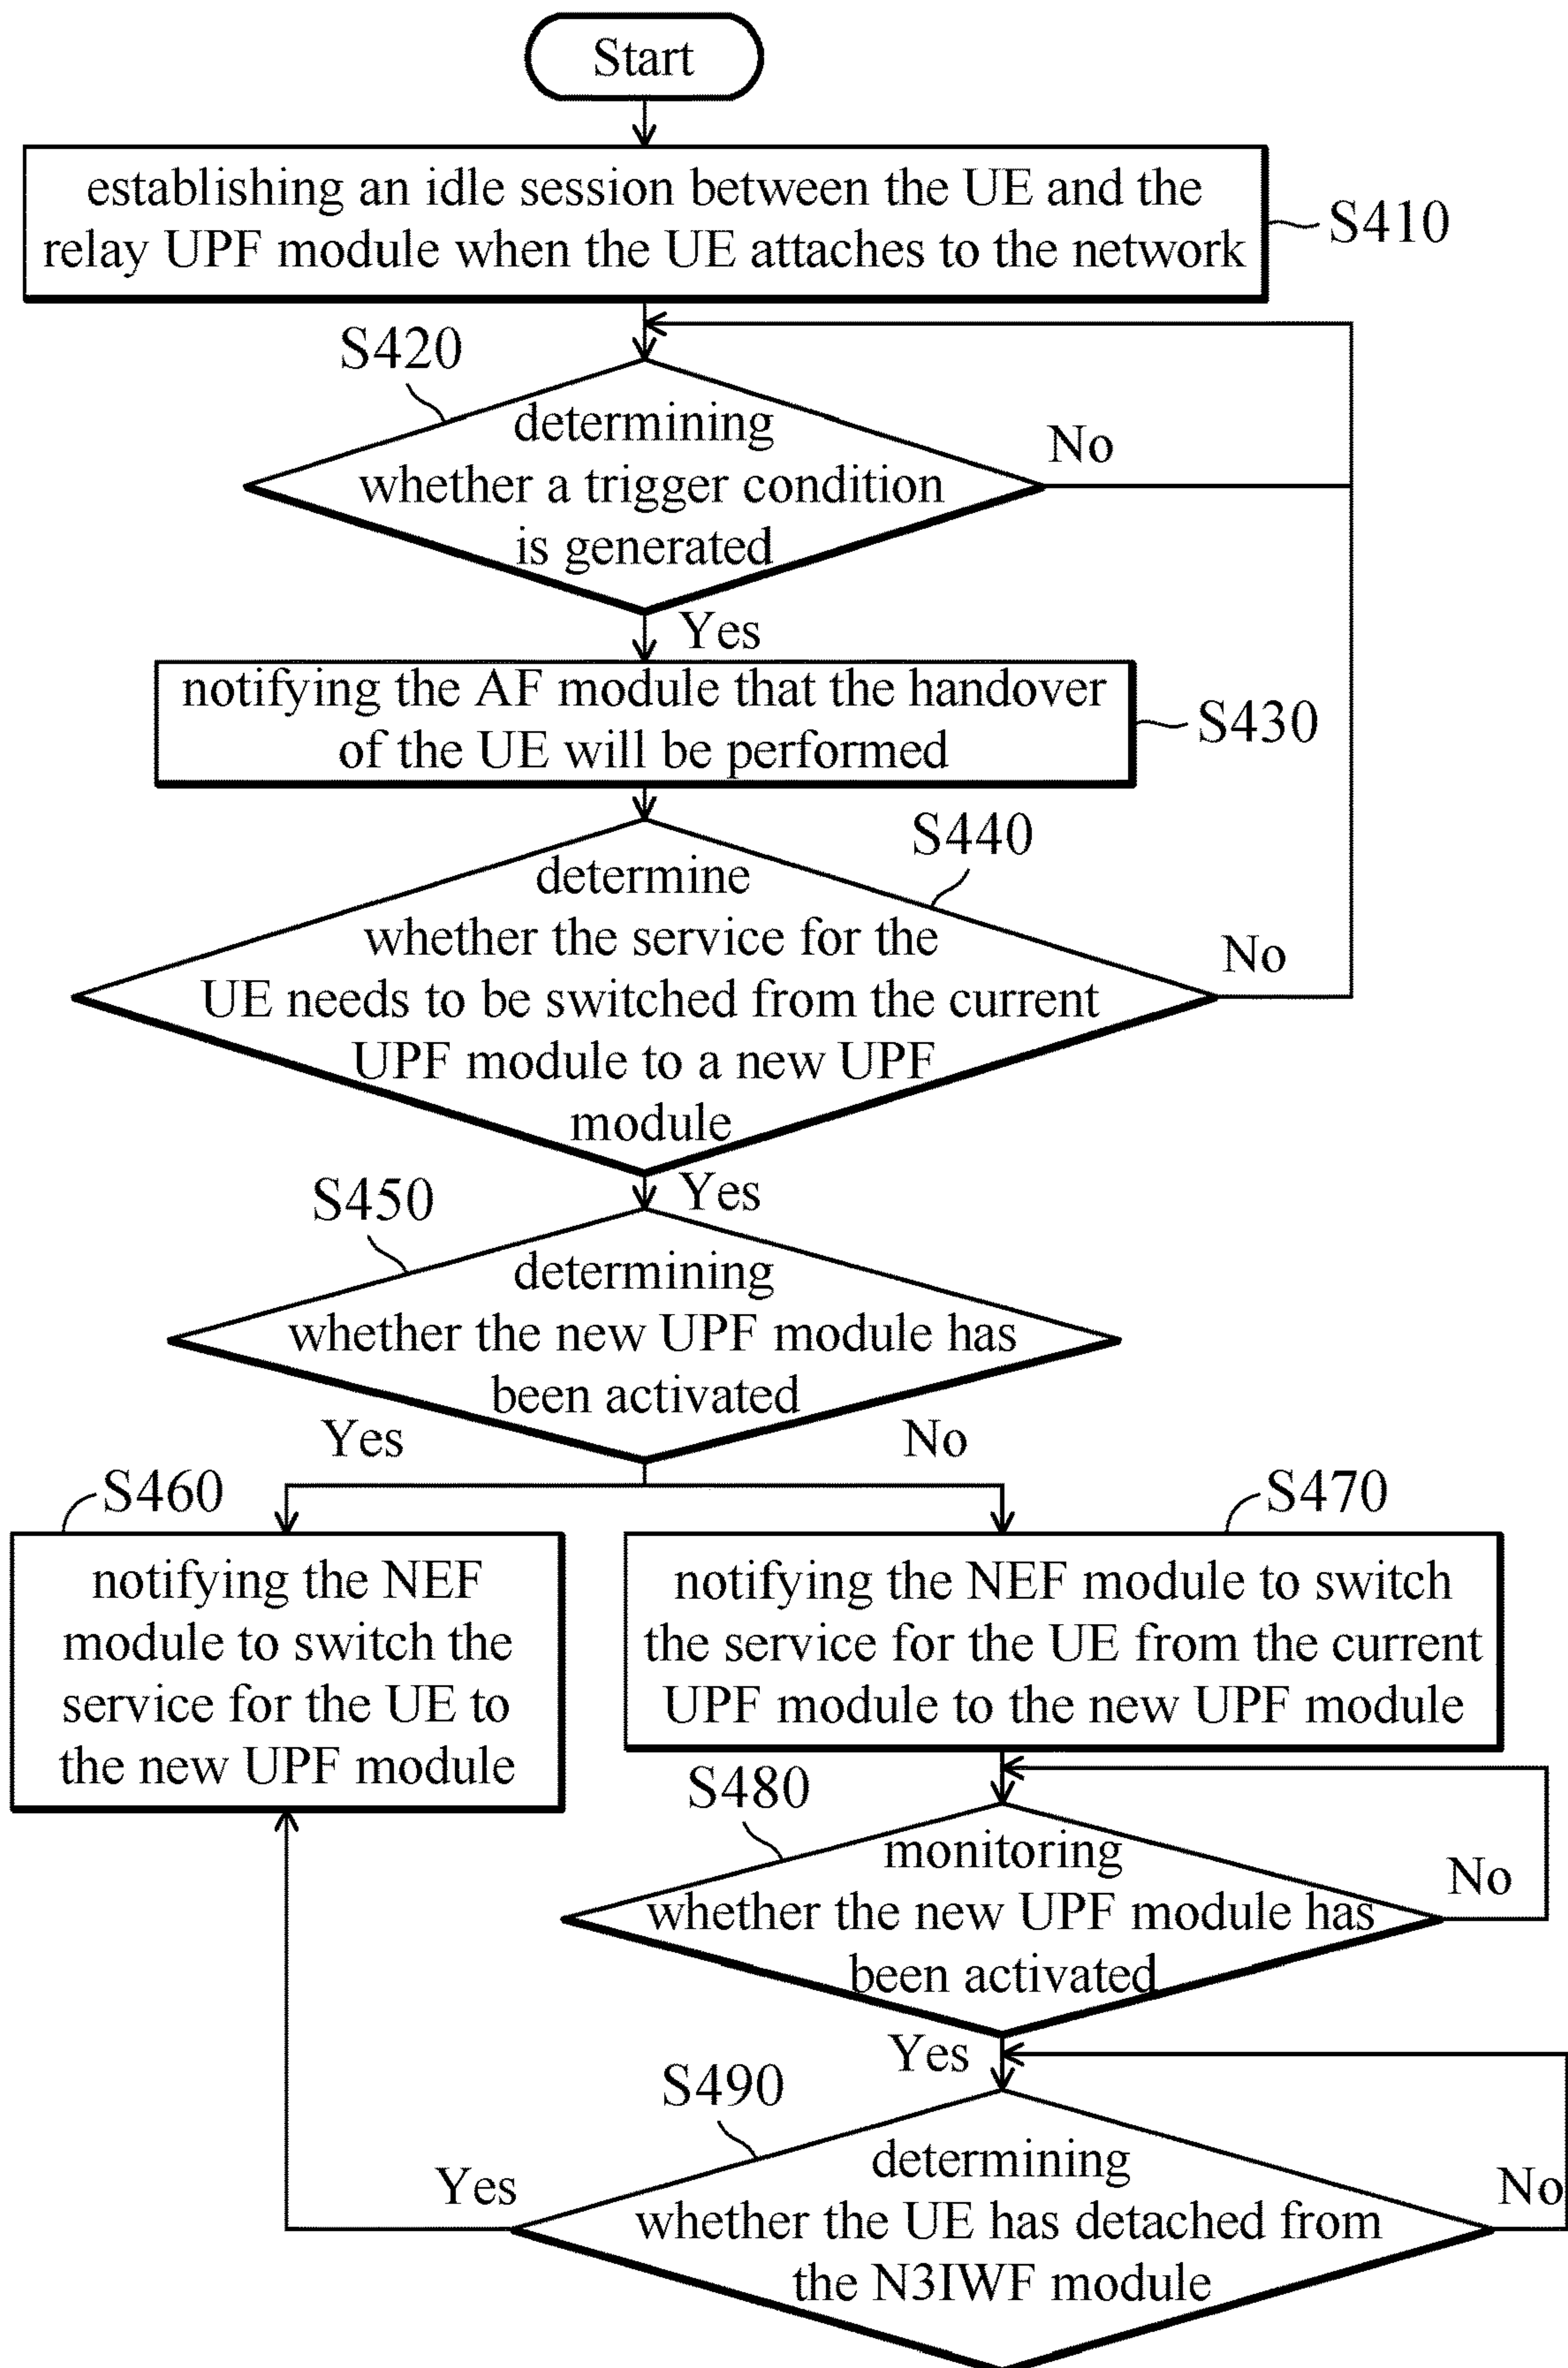 Start
establishing an idle session between the UE and the
relay UPF module when the UE attaches to the network
S410
S420
determining
whether a trigger condition
is generated
No
Yes
notifying the AF module that the handover
of the UE will be performed
S430
S440
determine
whether the service for the
UE needs to be switched from the current
UPF module to a new UPF
module
No
Yes
S450
determining
whether the new UPF module has
been activated
Yes
No
S460
notifying the NEF
module to switch the
service for the UE to
the new UPF module
S470
notifying the NEF module to switch
the service for the UE from the current
UPF module to the new UPF module
S480
monitoring
whether the new UPF module has
been activated
No
Yes
S490
determining
whether the UE has detached from
the N3IWF module
Yes
No